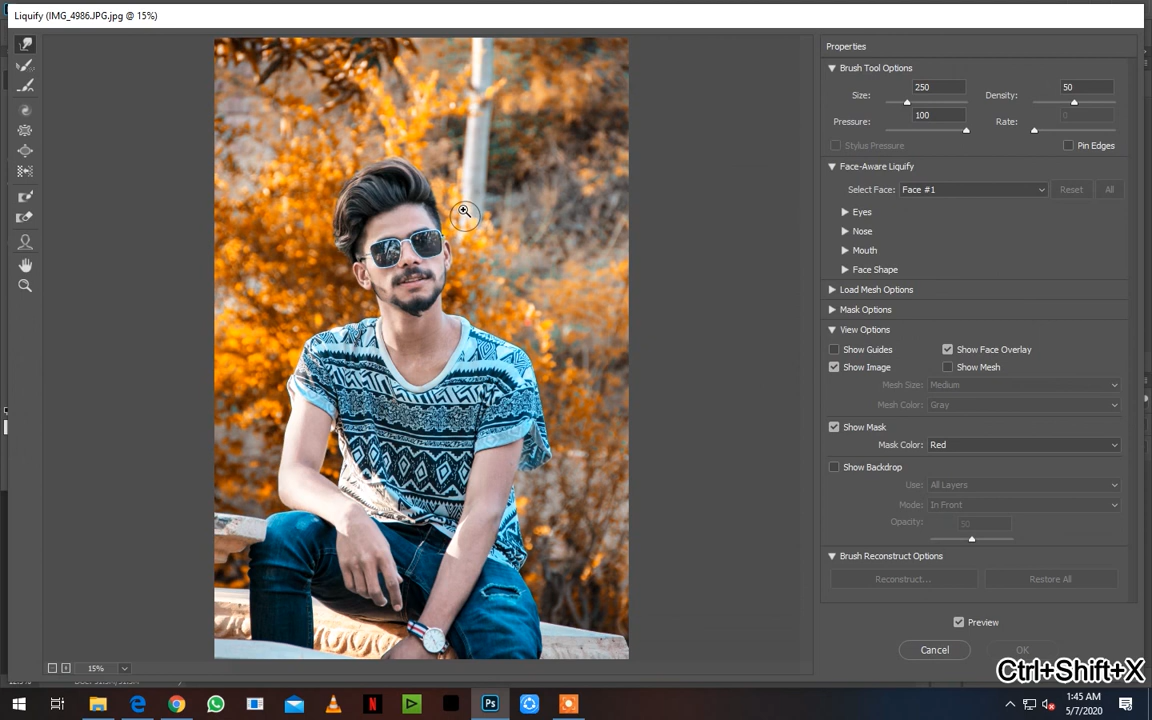 Liquify (IMG_4986.JPG.jpg @ 15%)
Properties
Brush Tool Options
Size: 250 Density: 50
Pressure: 100 Rate: 0
Stylus Pressure Pin Edges
Face-Aware Liquify
Select Face: Face #1 Reset All
Eyes
Nose
Mouth
Face Shape
Load Mesh Options
Mask Options
View Options
Show Guides Show Face Overlay
Show Image Show Mesh
Mesh Size: Medium
Mesh Color: Gray
Show Mask
Mask Color: Red
Show Backdrop
Use: All Layers
Mode: In Front
Opacity: 50
Brush Reconstruct Options
Reconstruct... Restore All
Preview
Cancel OK
15%
Ctrl+Shift+X
Ps
1:45 AM
5/7/2020